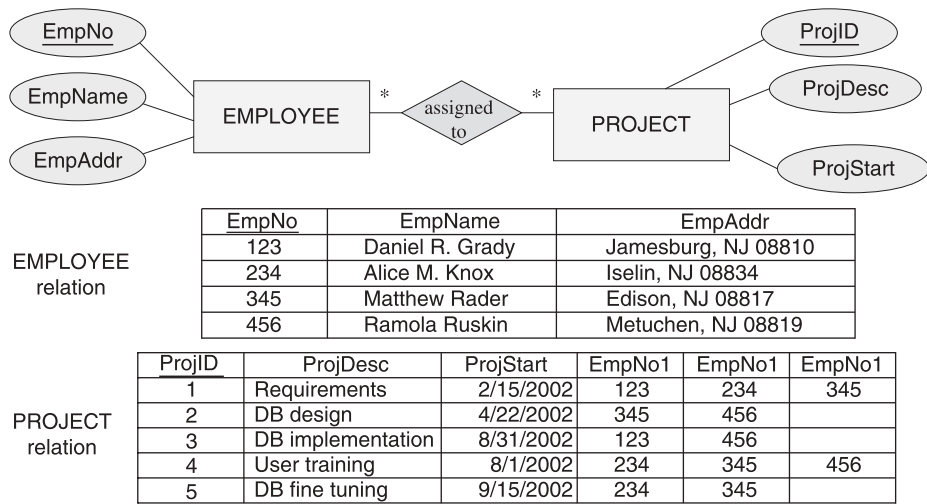 EmpNo
EmpName
EmpAddr
EMPLOYEE
*
assigned
to
*
PROJECT
ProjID
ProjDesc
ProjStart
EMPLOYEE
relation
EmpNo EmpName EmpAddr
123 Daniel R. Grady Jamesburg, NJ 08810
234 Alice M. Knox Iselin, NJ 08834
345 Matthew Rader Edison, NJ 08817
456 Ramola Ruskin Metuchen, NJ 08819
PROJECT
relation
ProjID ProjDesc ProjStart EmpNo1 EmpNo1 EmpNo1
1 Requirements 2/15/2002 123 234 345
2 DB design 4/22/2002 345 456
3 DB implementation 8/31/2002 123 456
4 User training 8/1/2002 234 345 456
5 DB fine tuning 9/15/2002 234 345